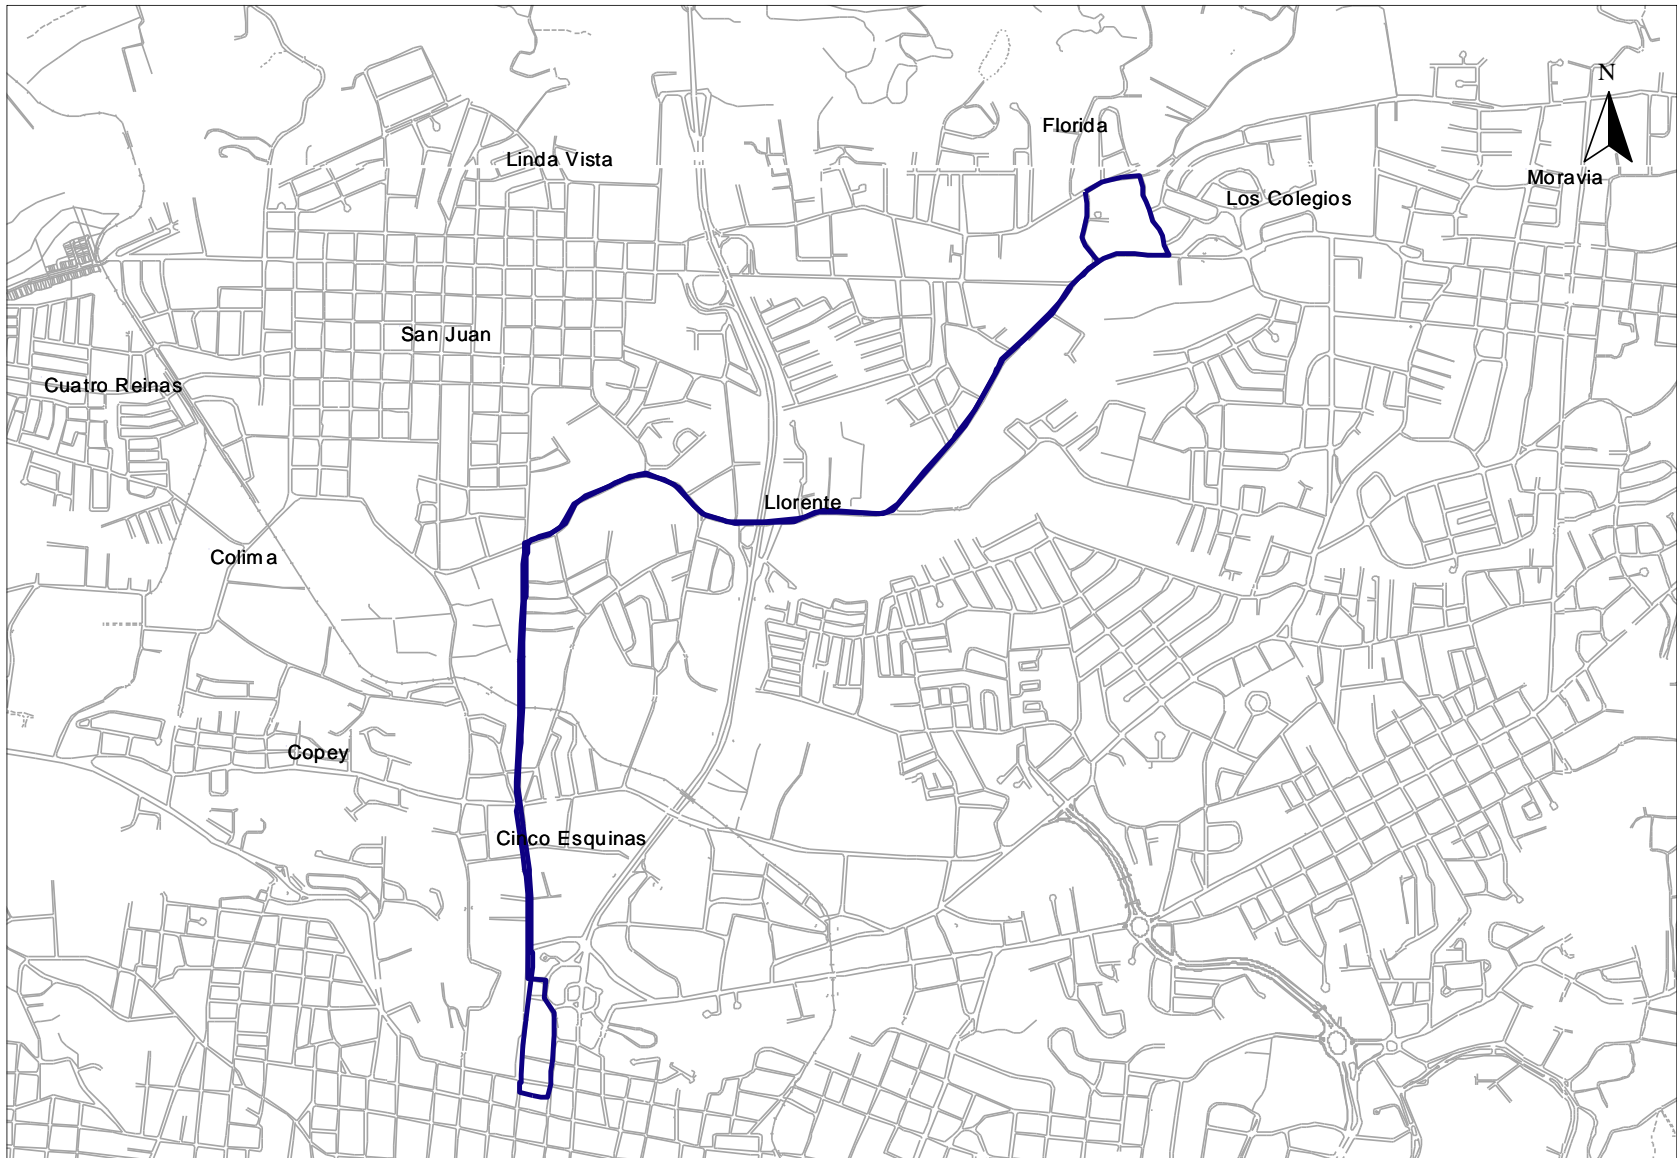 N
Florida
Linda Vista
Moravia
Los Colegios
San Juan
Cuatro Reinas
Llorente
Colima
Copey
Cinco Esquinas